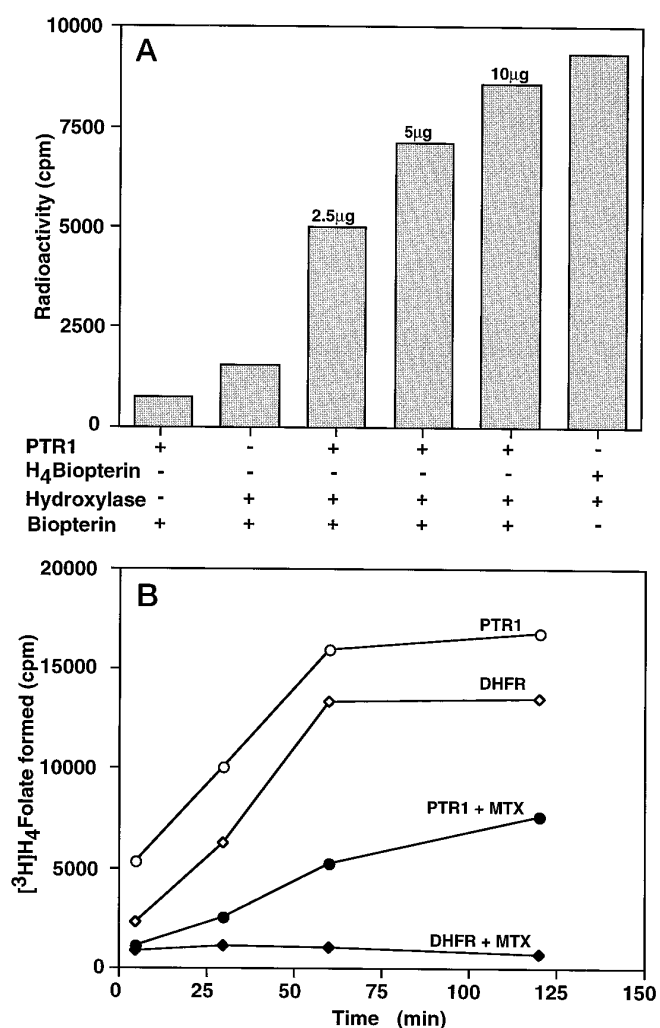 A
10000
7500
5000
2500
0
Radioactivity (cpm)
2.5µg
5µg
10µg
PTR1 + - + + + -
H4Biopterin - - - - - +
Hydroxylase - + + + + +
Biopterin + + + + + -
B
20000
15000
10000
5000
0
[3H]H4Folate formed (cpm)
PTR1
DHFR
PTR1 + MTX
DHFR + MTX
0 25 50 75 100 125 150
Time (min)